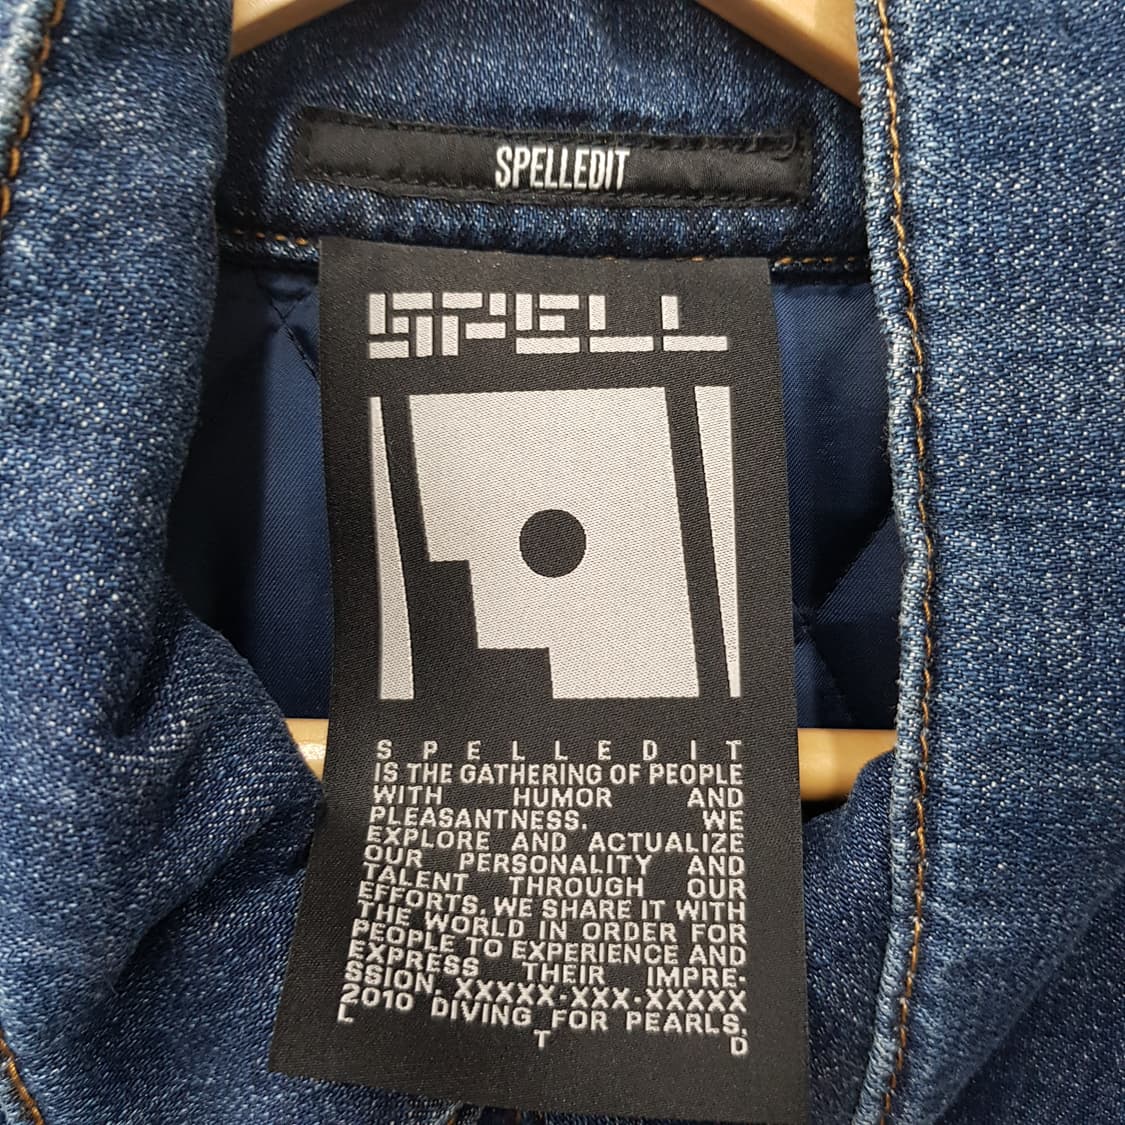 SPELLEDIT
SPELL
SPELLEDIT
IS THE GATHERING OF PEOPLE
WITH HUMOR AND
PLEASANTNESS. WE
EXPLORE AND ACTUALIZE
OUR PERSONALITY AND
TALENT THROUGH OUR
EFFORTS. WE SHARE IT WITH
THE WORLD IN ORDER FOR
PEOPLE TO EXPERIENCE AND
EXPRESS THEIR IMPRE-
SSION. XXXXX-XXX-XXXXX
2010 DIVING FOR PEARLS,
L T D